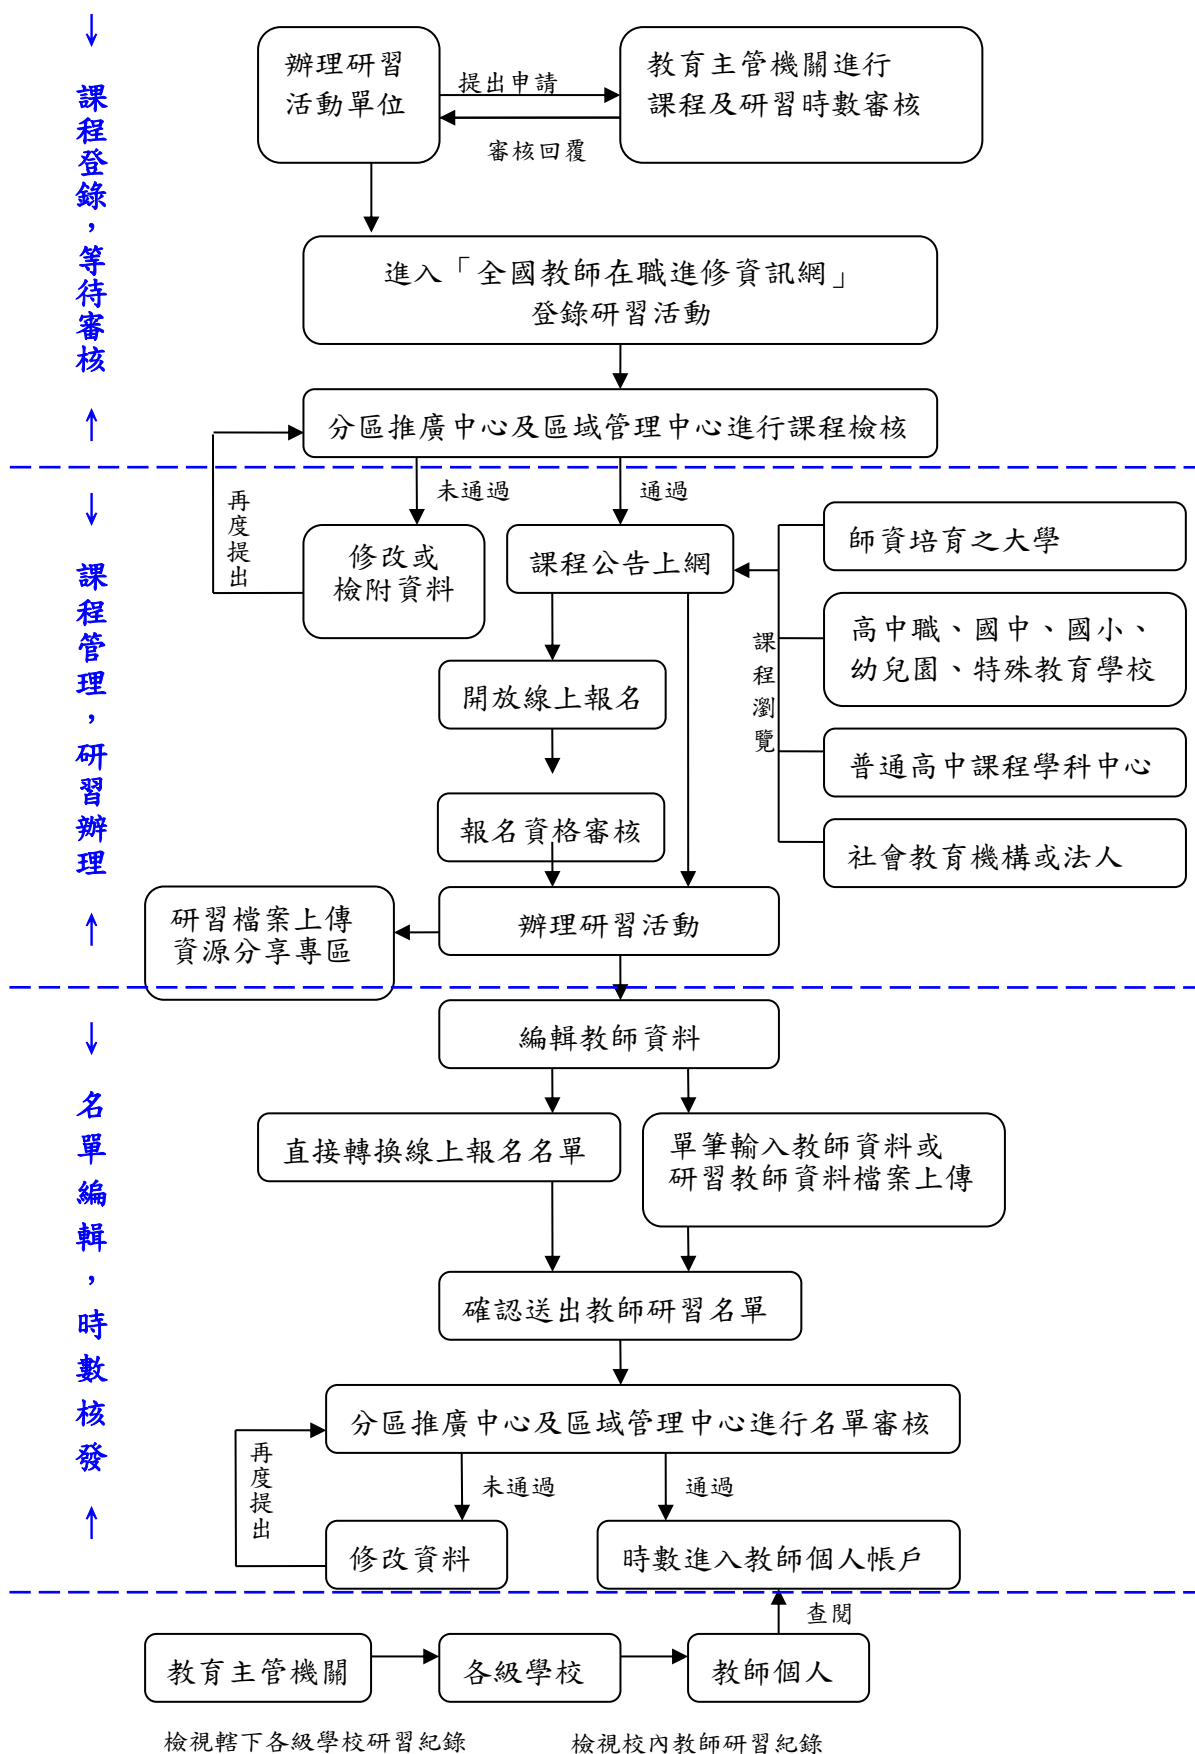 課程登錄，等待審核
辦理研習
活動單位
提出申請
教育主管機關進行
課程及研習時數審核
審核回覆
進入「全國教師在職進修資訊網」
登錄研習活動
分區推廣中心及區域管理中心進行課程檢核
課程管理，研習辦理
再度提出
未通過
通過
修改或
檢附資料
課程公告上網
課程瀏覽
師資培育之大學
高中職、國中、國小、
幼兒園、特殊教育學校
普通高中課程學科中心
社會教育機構或法人
開放線上報名
報名資格審核
辦理研習活動
研習檔案上傳
資源分享專區
名單編輯，時數核發
編輯教師資料
直接轉換線上報名名單
單筆輸入教師資料或
研習教師資料檔案上傳
確認送出教師研習名單
分區推廣中心及區域管理中心進行名單審核
再度提出
未通過
通過
修改資料
時數進入教師個人帳戶
查閱
教育主管機關
各級學校
教師個人
檢視轄下各級學校研習紀錄
檢視校內教師研習紀錄